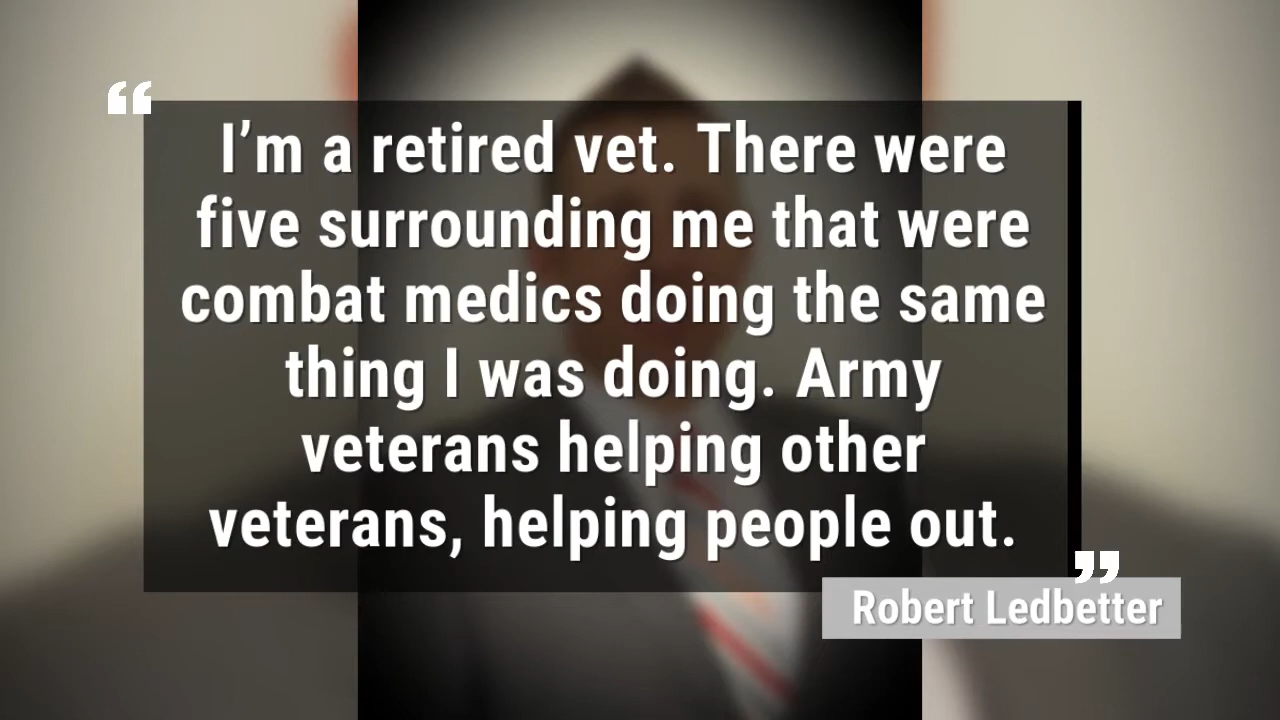 “
I’m a retired vet. There were
five surrounding me that were
combat medics doing the same
thing I was doing. Army
veterans helping other
veterans, helping people out.
”
Robert Ledbetter